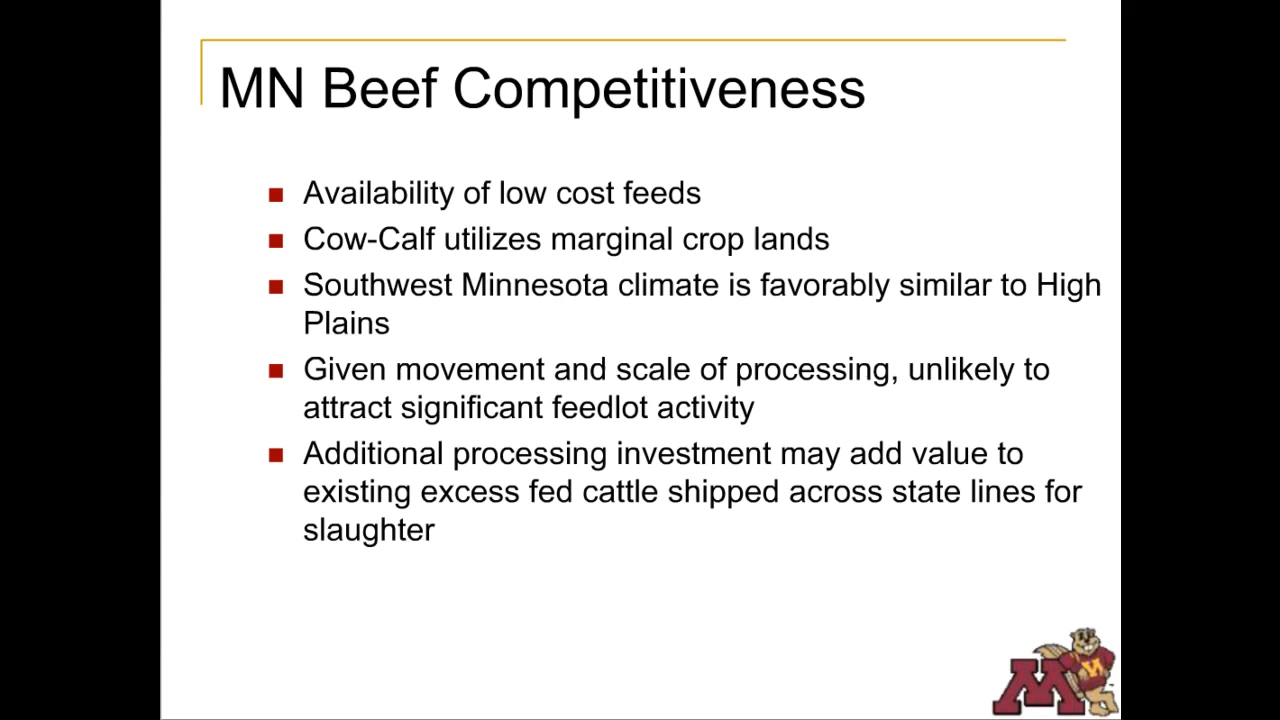 MN Beef Competitiveness
Availability of low cost feeds
Cow-Calf utilizes marginal crop lands
Southwest Minnesota climate is favorably similar to High
Plains
Given movement and scale of processing, unlikely to
attract significant feedlot activity
Additional processing investment may add value to
existing excess fed cattle shipped across state lines for
slaughter
M